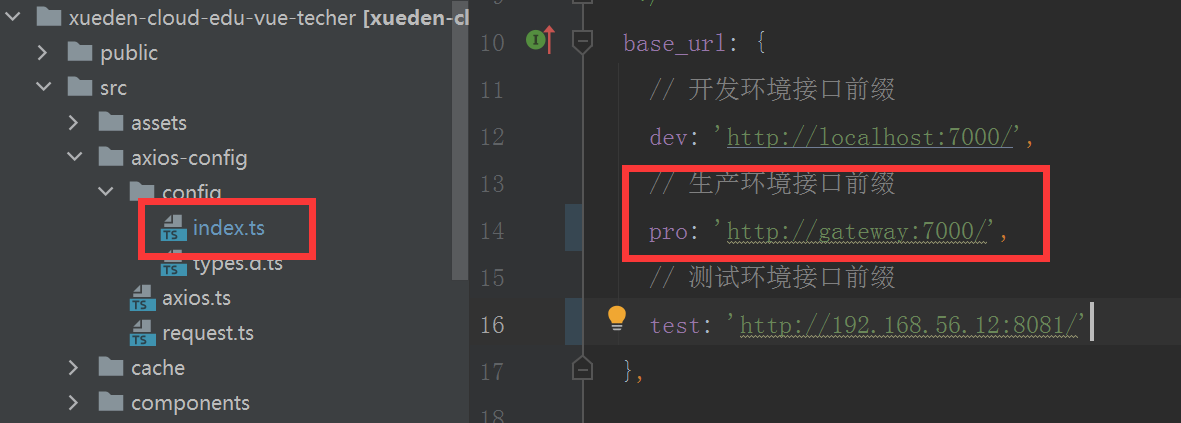 xueden-cloud-edu-vue-techer [xueden-cl
public
src
assets
axios-config
config
index.ts
types.d.ts
axios.ts
request.ts
cache
components
10 base_url: {
11 // 开发环境接口前缀
12 dev: 'http://localhost:7000/',
13 // 生产环境接口前缀
14 pro: 'http://gateway:7000/',
15 // 测试环境接口前缀
16 test: 'http://192.168.56.12:8081/'
17 },
18